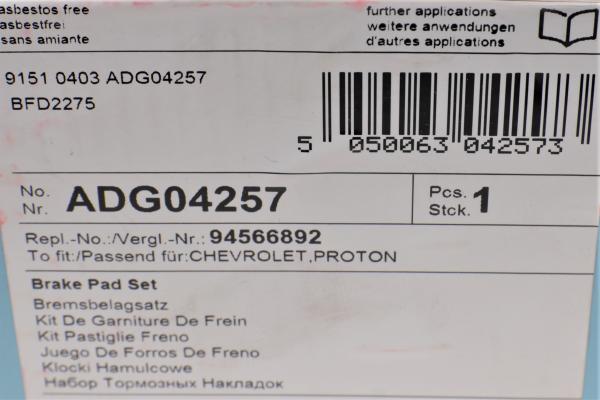 asbestos free
asbestfrei
sans amiante
further applications
weitere anwendungen
d'autres applications
9151 0403 ADG04257
BFD2275
5 050063 042573
No.
Nr. ADG04257
Pcs.
Stck. 1
Repl.-No.:/Vergl.-Nr.: 94566892
To fit:/Passend für:CHEVROLET,PROTON
Brake Pad Set
Bremsbelagsatz
Kit De Garniture De Frein
Kit Pastiglie Freno
Juego De Forros De Freno
Klocki Hamulcowe
Набор Тормозных Накладок